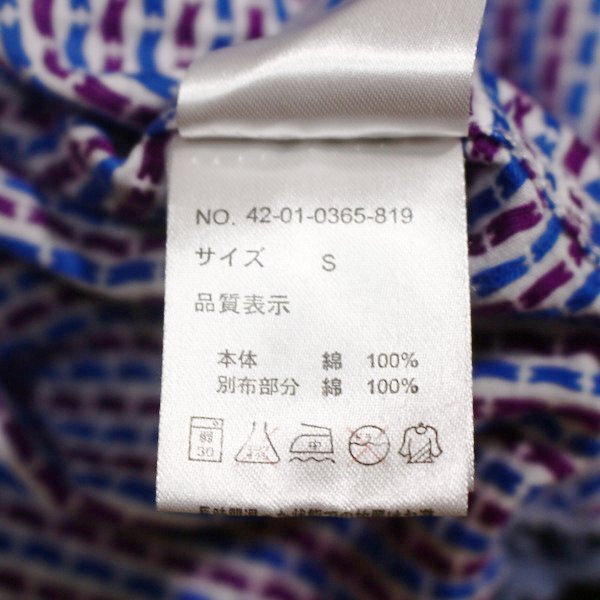 NO. 42-01-0365-819
サイズ S
品質表示
本体 綿 100%
別布部分 綿 100%
30